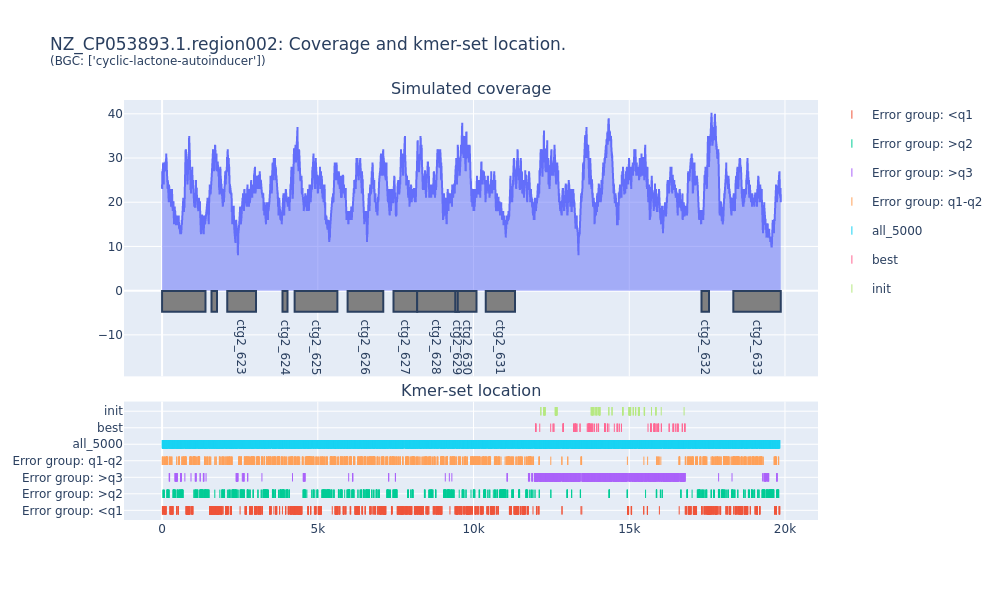 NZ_CP053893.1.region002: Coverage and kmer-set location.
(BGC: ['cyclic-lactone-autoinducer'])
Simulated coverage
40
30
20
10
0
−10
ctg2_623
ctg2_624
ctg2_625
ctg2_626
ctg2_627
ctg2_628
ctg2_629
ctg2_630
ctg2_631
ctg2_632
ctg2_633
Error group: <q1
Error group: >q2
Error group: >q3
Error group: q1-q2
all_5000
best
init
Kmer-set location
init
best
all_5000
Error group: q1-q2
Error group: >q3
Error group: >q2
Error group: <q1
0
5k
10k
15k
20k